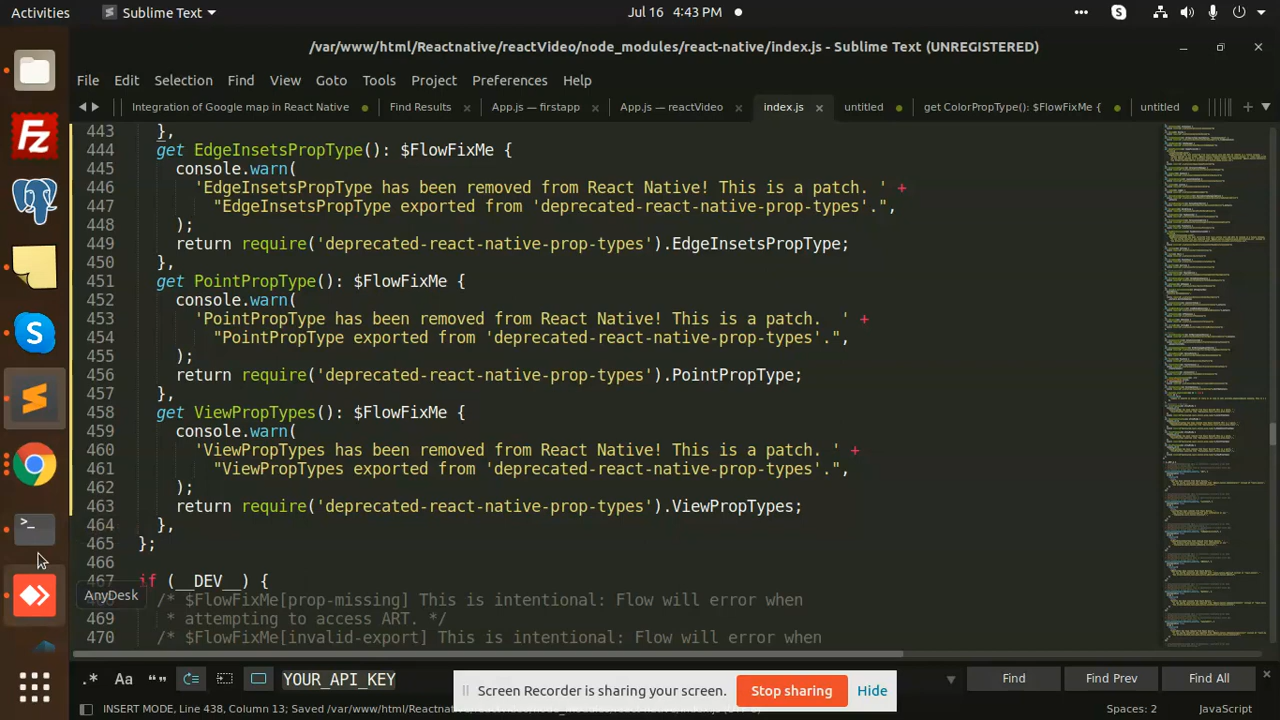 Activities
Sublime Text
Jul 16 4:43 PM
/var/www/html/Reactnative/reactVideo/node_modules/react-native/index.js - Sublime Text (UNREGISTERED)
File Edit Selection Find View Goto Tools Project Preferences Help
Integration of Google map in React Native
Find Results
App.js — firstapp
App.js — reactVideo
index.js
untitled
get ColorPropType(): $FlowFixMe {
untitled
443 },
444 get EdgeInsetsPropType(): $FlowFixMe {
445 console.warn(
446 'EdgeInsetsPropType has been removed from React Native! This is a patch. ' +
447 "EdgeInsetsPropType exported from 'deprecated-react-native-prop-types'.",
448 );
449 return require('deprecated-react-native-prop-types').EdgeInsetsPropType;
450 },
451 get PointPropType(): $FlowFixMe {
452 console.warn(
453 'PointPropType has been removed from React Native! This is a patch. ' +
454 "PointPropType exported from 'deprecated-react-native-prop-types'.",
455 );
456 return require('deprecated-react-native-prop-types').PointPropType;
457 },
458 get ViewPropTypes(): $FlowFixMe {
459 console.warn(
460 'ViewPropTypes has been removed from React Native! This is a patch. ' +
461 "ViewPropTypes exported from 'deprecated-react-native-prop-types'.",
462 );
463 return require('deprecated-react-native-prop-types').ViewPropTypes;
464 },
465 };
466
467 if (__DEV__) {
468 /* $FlowFixMe[prop-missing] This is intentional: Flow will error when
AnyDesk
469 * attempting to access ART. */
470 /* $FlowFixMe[invalid-export] This is intentional: Flow will error when
.* Aa YOUR_API_KEY
Find
Find Prev
Find All
Screen Recorder is sharing your screen.
Stop sharing
Hide
INSERT MODE, Line 438, Column 13; Saved /var/www/html/Reactnative/
Spaces: 2
JavaScript